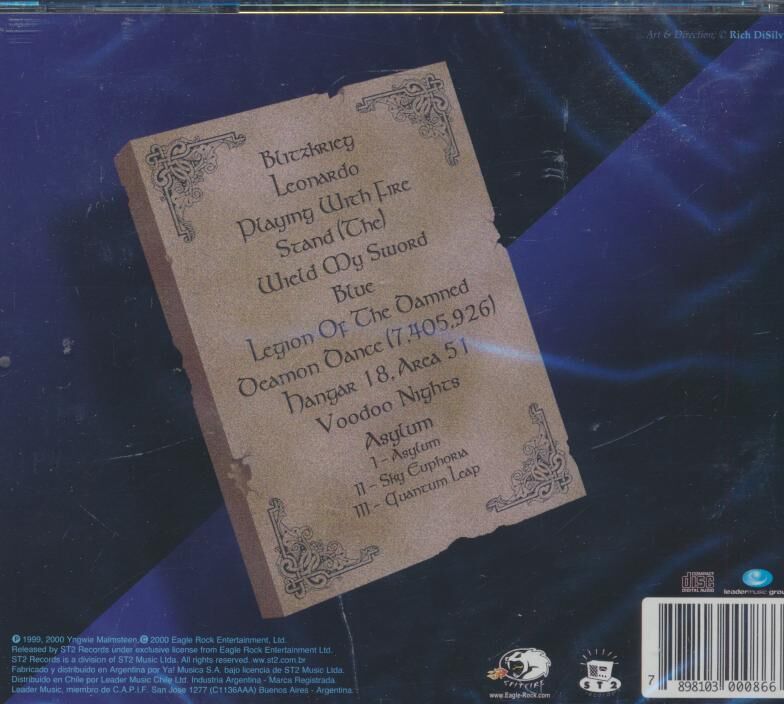 Art & Direction: © Rich DiSilv
Blitzkrieg
Leonardo
Playing With Fire
Stand (The)
Wield My Sword
Blue
Legion Of The Damned
Deamon Dance (7,405,926)
Hangar 18, Area 51
Voodoo Nights
Asylum
I - Asylum
II - Sky Euphoria
III - Quantum Leap
COMPACT
disc
DIGITAL AUDIO
leadermusic grou
℗ 1999, 2000 Yngwie Malmsteen. © 2000 Eagle Rock Entertainment, Ltd.
Released by ST2 Records under exclusive license from Eagle Rock Entertainment, Ltd.
ST2 Records is a division of ST2 Music Ltda. All rights reserved. ww.st2.com.br
Fabricado y distribuido en Argentina por Ya! Musica S.A. bajo licencia de ST2 Music Ltda.
Distribuido en Chile por Leader Music Chile Ltd. Industria Argentina - Marca Registrada.
Leader Music, miembro de C.A.P.I.F. San Jose 1277 (C1136AAA) Buenos Aires - Argentina.
SPITFIRE
www.Eagle-Rock.com
ST2
records
7 898103 000866